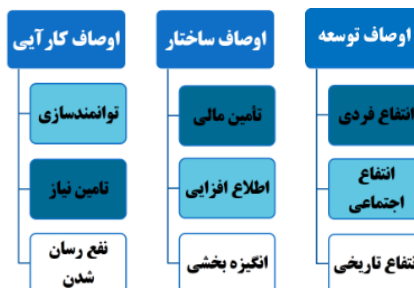 اوصاف توسعه
انتفاع فردی
انتفاع
اجتماعی
نتفاع تاریخی
اوصاف ساختار
تأمین مالی
اطلاع افزایی
انگیزه بخشی
اوصاف کارآیی
توانمندسازی
تامین نیاز
نفع رسان
شدن